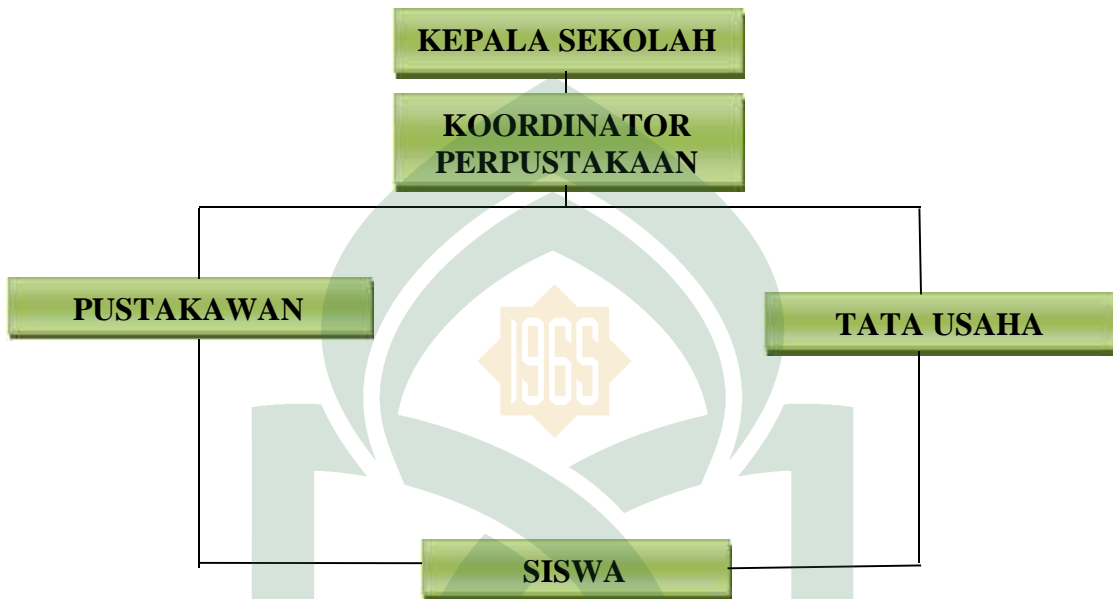 KEPALA SEKOLAH
KOORDINATOR
PERPUSTAKAAN
PUSTAKAWAN
TATA USAHA
1965
SISWA